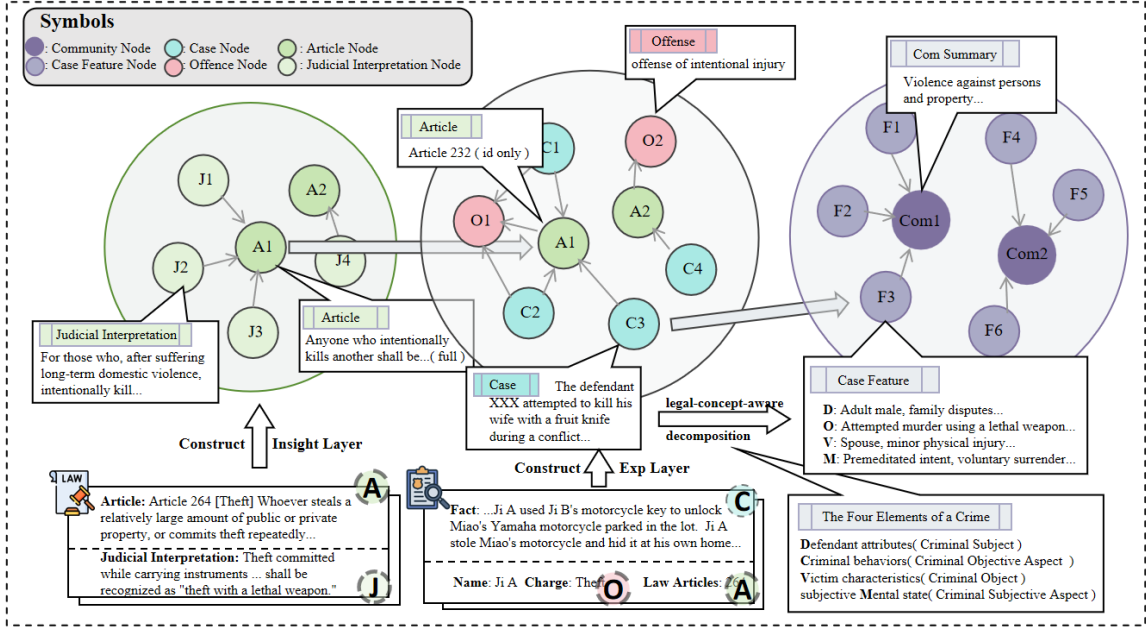 Symbols
: Community Node
: Case Node
: Article Node
: Case Feature Node
: Offence Node
: Judicial Interpretation Node
J1
A2
A1
J2
J4
J3
Judicial Interpretation
For those who, after suffering
long-term domestic violence,
intentionally kill...
Article
Anyone who intentionally
kills another shall be...( full )
Construct
Insight Layer
LAW
Article: Article 264 [Theft] Whoever steals a
relatively large amount of public or private
property, or commits theft repeatedly...
Judicial Interpretation: Theft committed
while carrying instruments ... shall be
recognized as "theft with a lethal weapon."
A
J
Offense
offense of intentional injury
Article
Article 232 ( id only )
C1
O2
O1
A2
A1
C4
C2
C3
Case
The defendant
XXX attempted to kill his
wife with a fruit knife
during a conflict...
Construct
Exp Layer
Fact: ...Ji A used Ji B's motorcycle key to unlock
Miao's Yamaha motorcycle parked in the lot. Ji A
stole Miao's motorcycle and hid it at his own home...
Name: Ji A Charge: Theft Law Articles: 264
C
O
A
legal-concept-aware
decomposition
Com Summary
Violence against persons
and property...
F1
F4
F2
Com1
F5
Com2
F3
F6
Case Feature
D: Adult male, family disputes...
O: Attempted murder using a lethal weapon...
V: Spouse, minor physical injury...
M: Premeditated intent, voluntary surrender...
The Four Elements of a Crime
Defendant attributes( Criminal Subject )
Criminal behaviors( Criminal Objective Aspect )
Victim characteristics( Criminal Object )
subjective Mental state( Criminal Subjective Aspect )